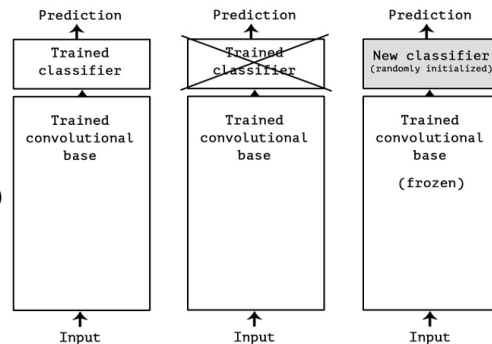 Prediction
Trained
classifier
Trained
convolutional
base
Input
Prediction
Trained
classifier
Trained
convolutional
base
Input
Prediction
New classifier
(randomly initialized)
Trained
convolutional
base
(frozen)
Input